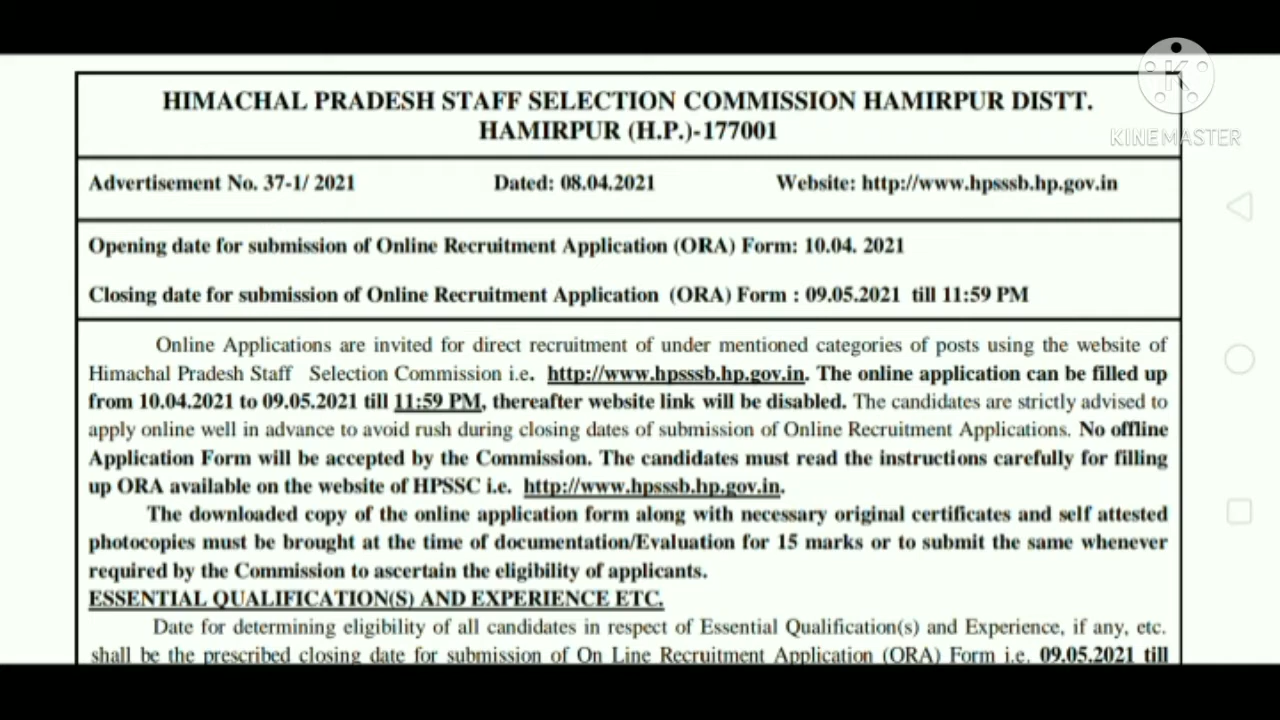 KINEMASTER
HIMACHAL PRADESH STAFF SELECTION COMMISSION HAMIRPUR DISTT.
HAMIRPUR (H.P.)-177001
Advertisement No. 37-1/ 2021 Dated: 08.04.2021 Website: http://www.hpsssb.hp.gov.in
Opening date for submission of Online Recruitment Application (ORA) Form: 10.04. 2021
Closing date for submission of Online Recruitment Application (ORA) Form : 09.05.2021 till 11:59 PM
Online Applications are invited for direct recruitment of under mentioned categories of posts using the website of
Himachal Pradesh Staff Selection Commission i.e. http://www.hpsssb.hp.gov.in. The online application can be filled up
from 10.04.2021 to 09.05.2021 till 11:59 PM, thereafter website link will be disabled. The candidates are strictly advised to
apply online well in advance to avoid rush during closing dates of submission of Online Recruitment Applications. No offline
Application Form will be accepted by the Commission. The candidates must read the instructions carefully for filling
up ORA available on the website of HPSSC i.e. http://www.hpsssb.hp.gov.in.
The downloaded copy of the online application form along with necessary original certificates and self attested
photocopies must be brought at the time of documentation/Evaluation for 15 marks or to submit the same whenever
required by the Commission to ascertain the eligibility of applicants.
ESSENTIAL QUALIFICATION(S) AND EXPERIENCE ETC.
Date for determining eligibility of all candidates in respect of Essential Qualification(s) and Experience, if any, etc.
shall be the prescribed closing date for submission of On Line Recruitment Application (ORA) Form i.e. 09.05.2021 till